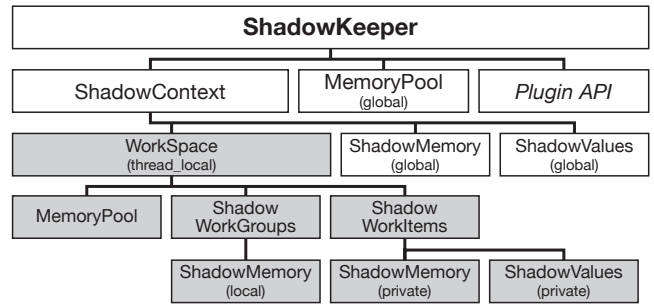 ShadowKeeper
ShadowContext
MemoryPool
(global)
Plugin API
WorkSpace
(thread_local)
ShadowMemory
(global)
ShadowValues
(global)
MemoryPool
Shadow
WorkGroups
Shadow
WorkItems
ShadowMemory
(local)
ShadowMemory
(private)
ShadowValues
(private)